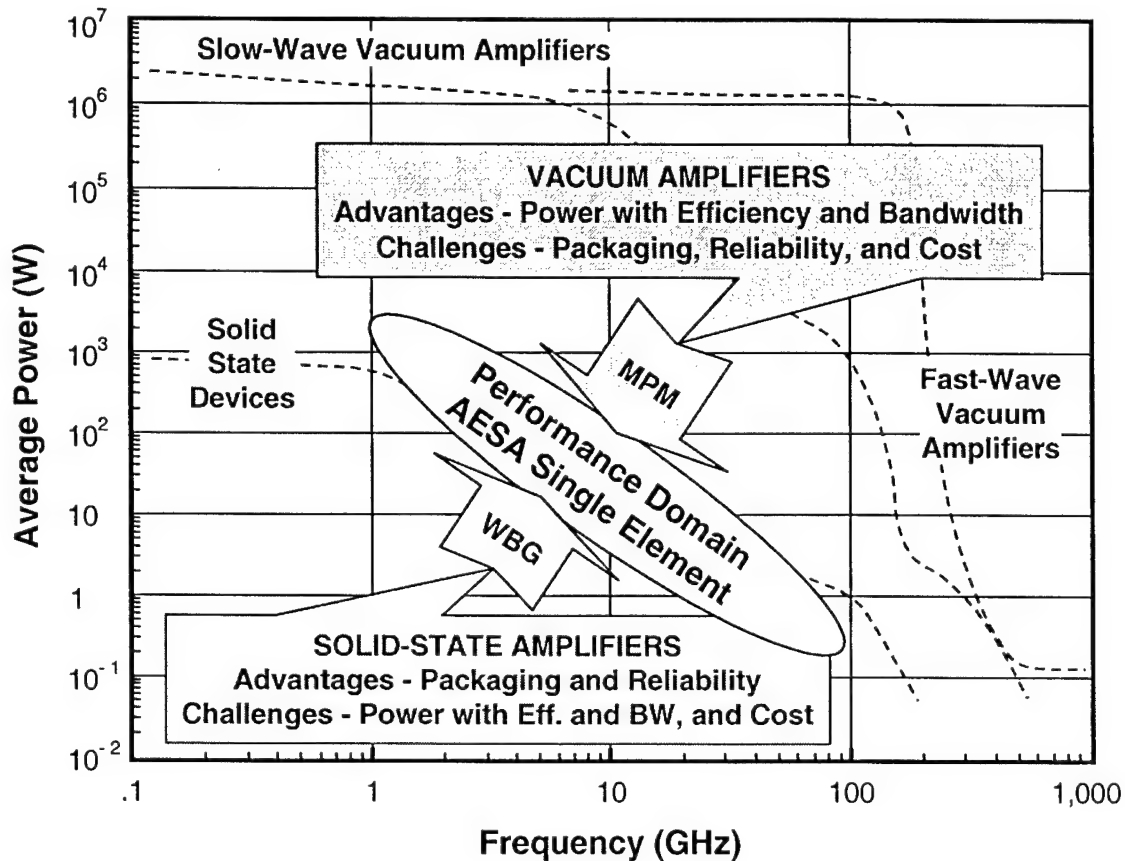 10^7
Slow-Wave Vacuum Amplifiers
10^6
VACUUM AMPLIFIERS
10^5
Advantages - Power with Efficiency and Bandwidth
Challenges - Packaging, Reliability, and Cost
10^4
Average Power (W)
Solid
State
Devices
10^3
MPM
Performance Domain
AESA Single Element
Fast-Wave
Vacuum
Amplifiers
10^2
10
WBG
1
SOLID-STATE AMPLIFIERS
10^-1
Advantages - Packaging and Reliability
Challenges - Power with Eff. and BW, and Cost
10^-2
.1 1 10 100 1,000
Frequency (GHz)